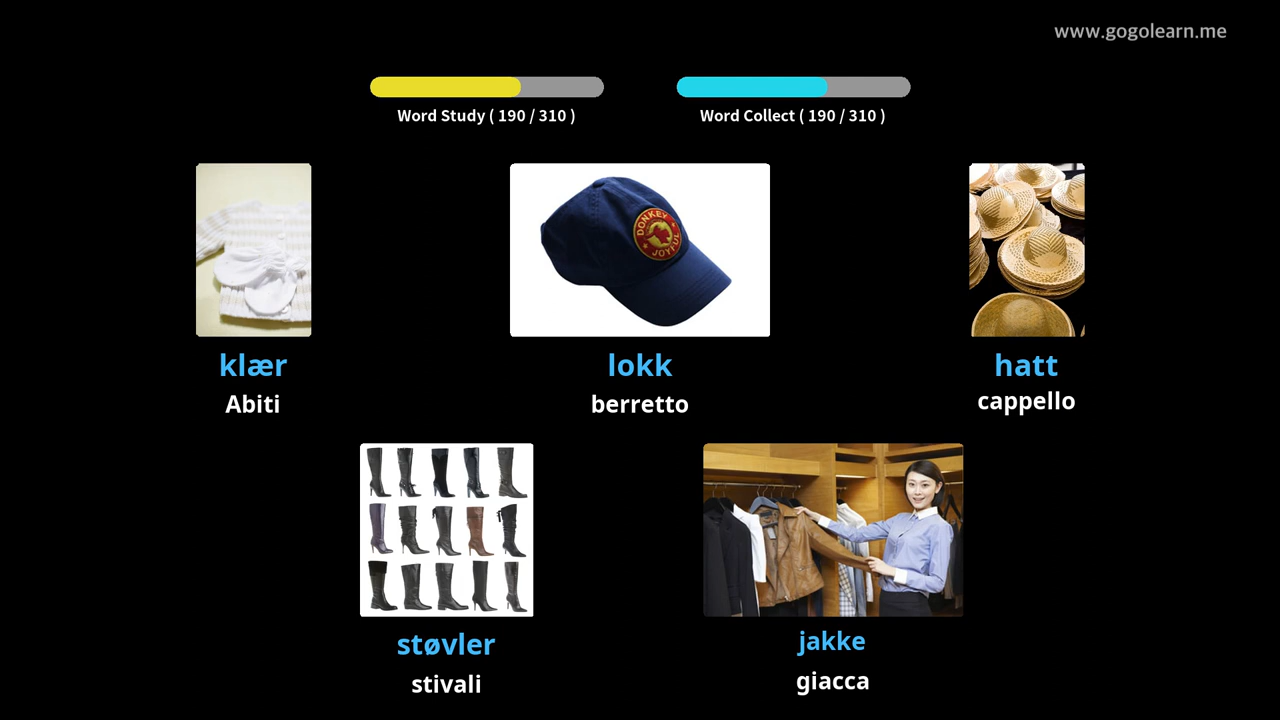 www.gogolearn.me
Word Study ( 190 / 310 )
Word Collect ( 190 / 310 )
DONKEY
JOYFUL
klær
Abiti
lokk
berretto
hatt
cappello
støvler
stivali
jakke
giacca